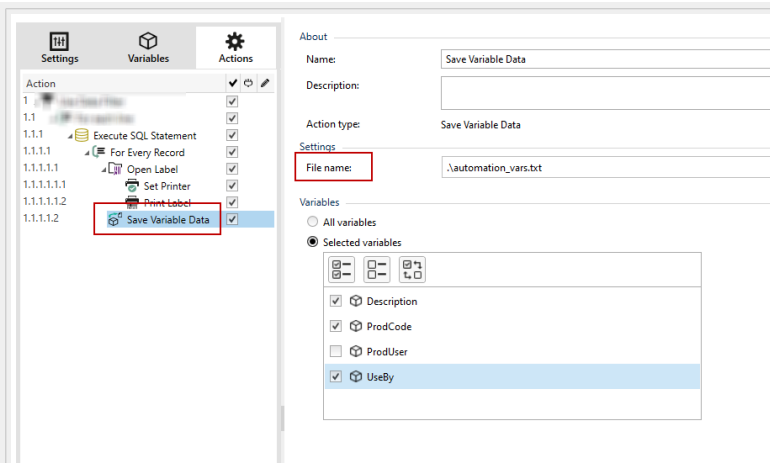 Settings Variables Actions
Action
1
1.1
1.1.1 Execute SQL Statement
1.1.1.1 For Every Record
1.1.1.1.1 Open Label
1.1.1.1.1.1 Set Printer
1.1.1.1.1.2 Print Label
1.1.1.1.2 Save Variable Data
About
Name: Save Variable Data
Description:
Action type: Save Variable Data
Settings
File name: .\automation_vars.txt
Variables
All variables
Selected variables
Description
ProdCode
ProdUser
UseBy